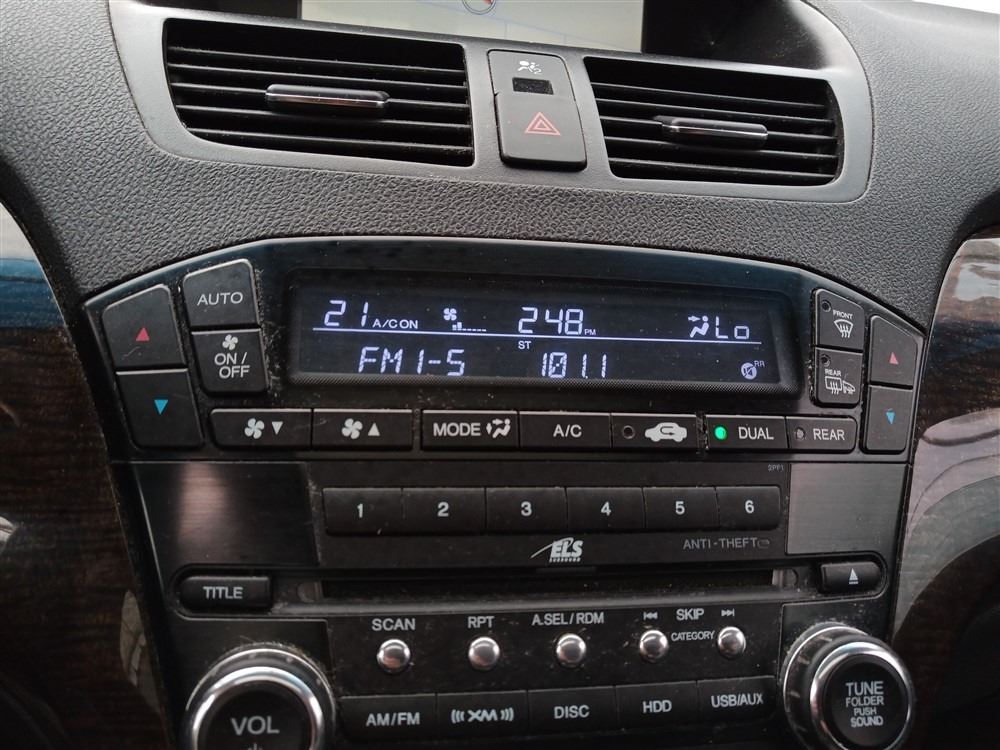 21 A/C ON 248 PM Lo
ST
FM1-S 101.1 RR
AUTO
ON / OFF
FRONT
REAR
MODE A/C DUAL REAR
1 2 3 4 5 6
ELS SURROUND
ANTI-THEFT
TITLE
SCAN RPT A.SEL/RDM SKIP
CATEGORY
VOL
AM/FM XM DISC HDD USB/AUX
TUNE
FOLDER
PUSH
SOUND